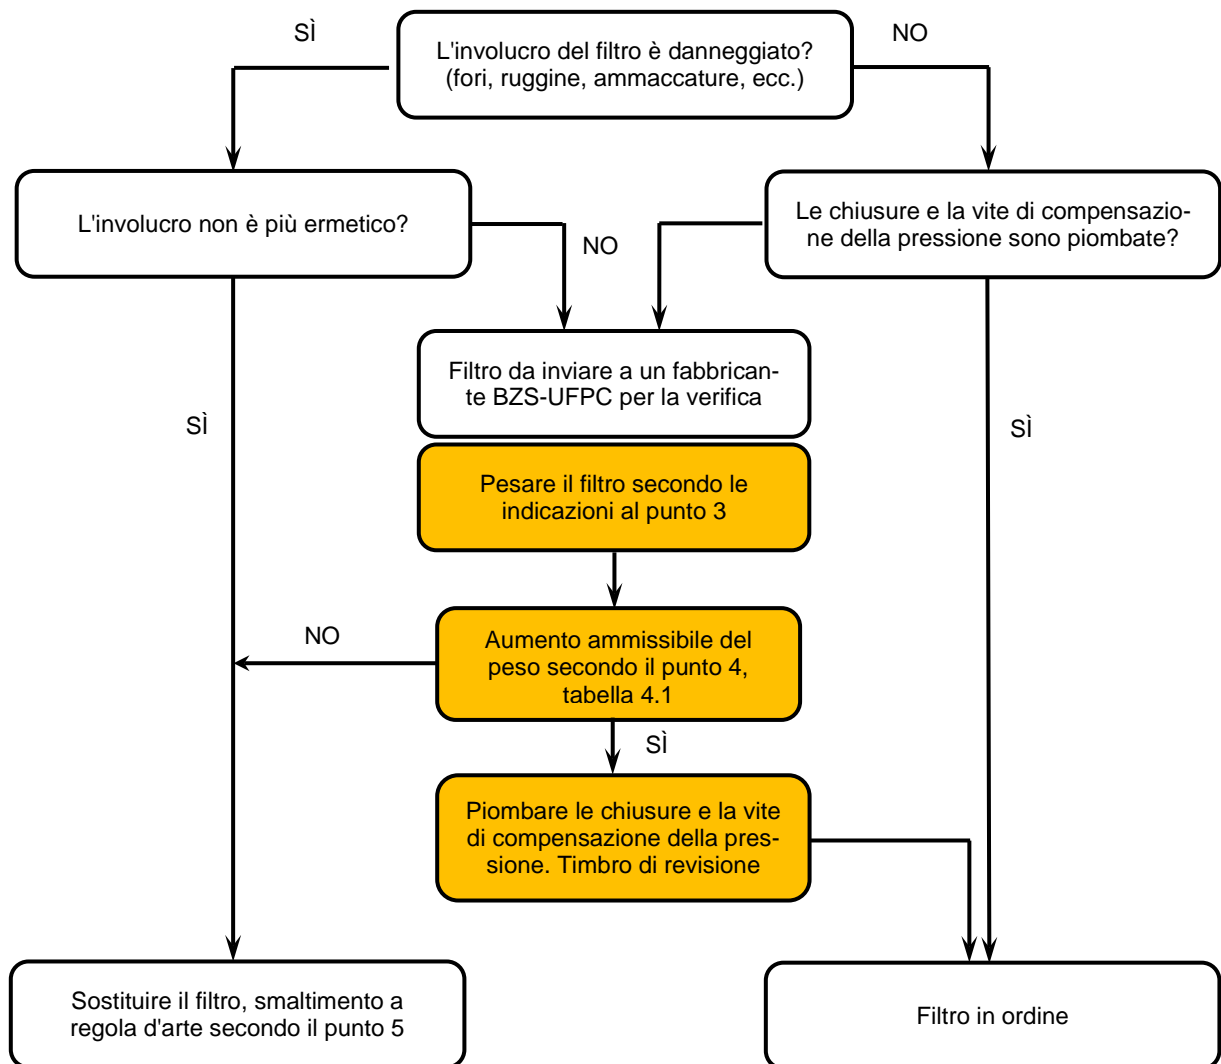 SÌ
L'involucro del filtro è danneggiato?
(fori, ruggine, ammaccature, ecc.)
NO
L'involucro non è più ermetico?
NO
Le chiusure e la vite di compensazio-
ne della pressione sono piombate?
Filtro da inviare a un fabbrican-
te BZS-UFPC per la verifica
SÌ
SÌ
Pesare il filtro secondo le
indicazioni al punto 3
NO
Aumento ammissibile del
peso secondo il punto 4,
tabella 4.1
SÌ
Piombare le chiusure e la vite
di compensazione della pres-
sione. Timbro di revisione
Sostituire il filtro, smaltimento a
regola d'arte secondo il punto 5
Filtro in ordine